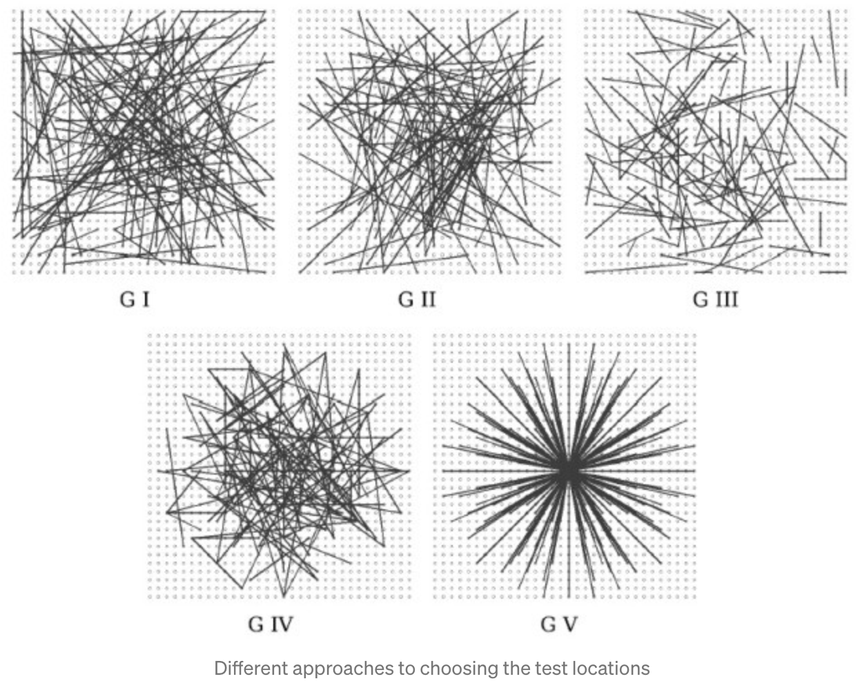 G I
G II
G III
G IV
G V
Different approaches to choosing the test locations